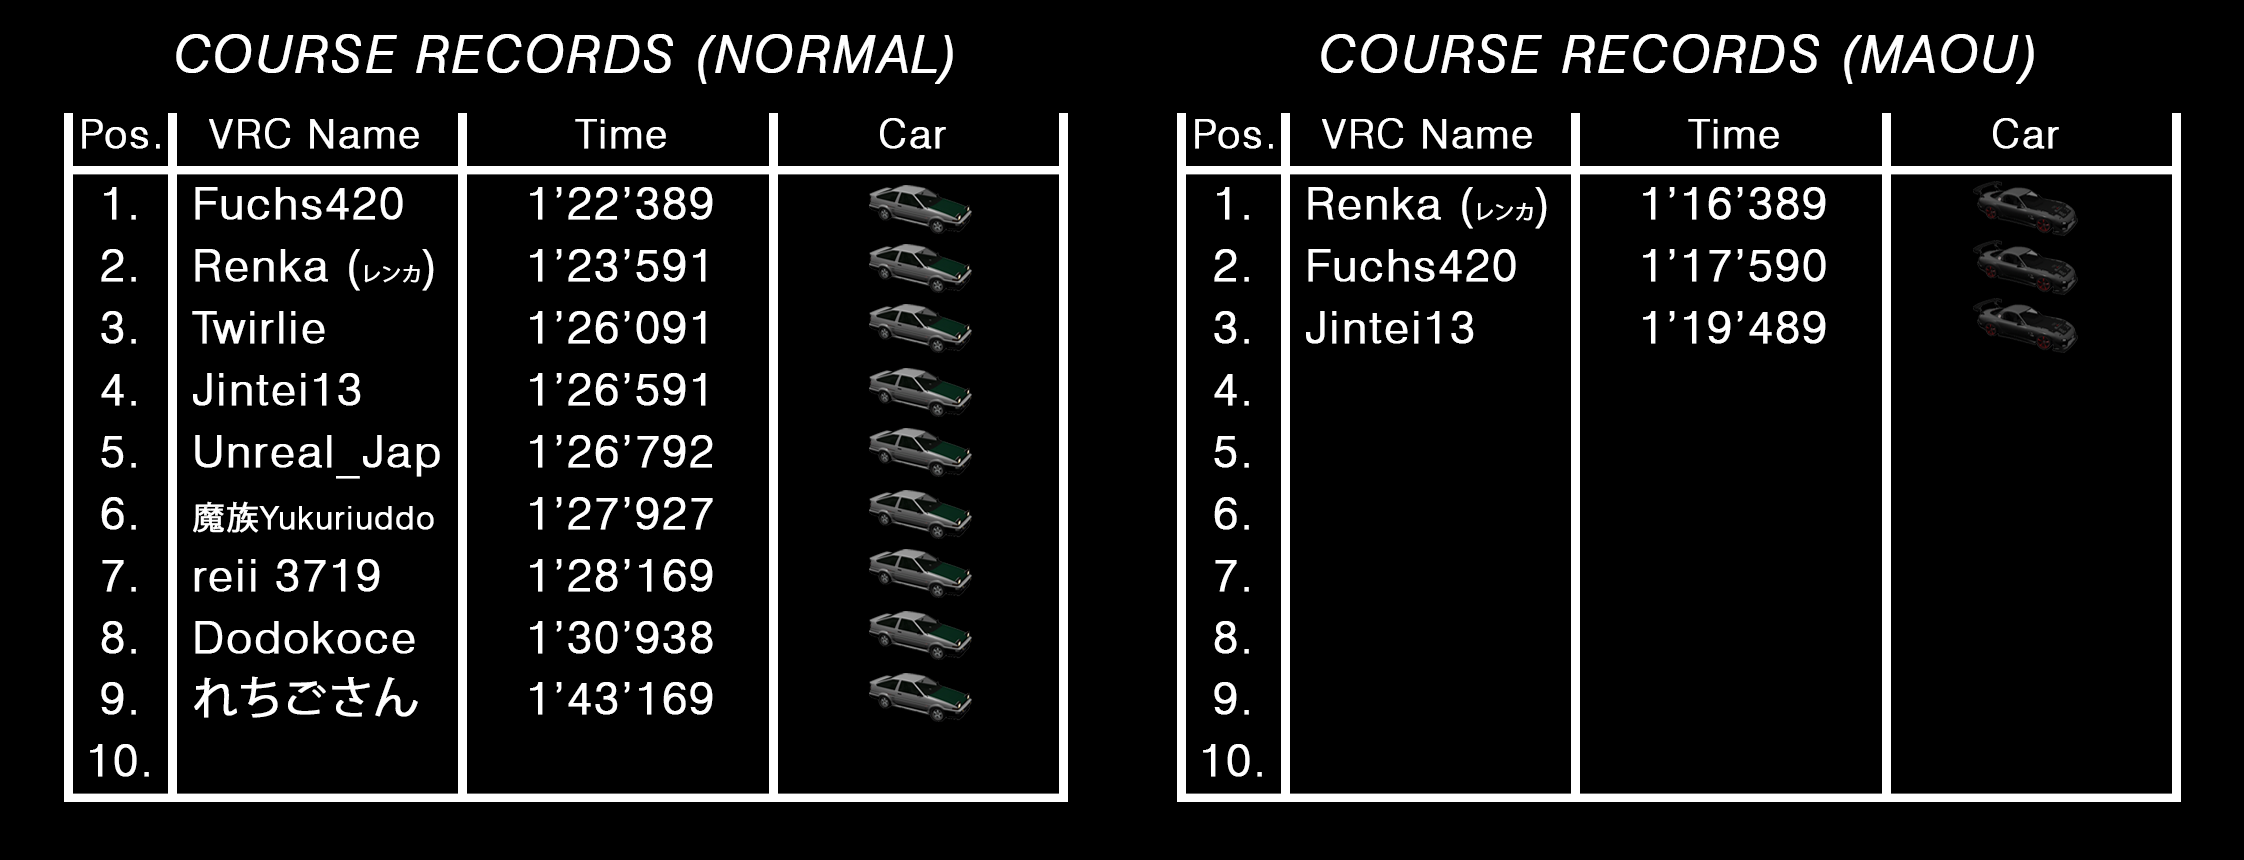 COURSE RECORDS (NORMAL)
Pos. VRC Name Time Car
1. Fuchs420 1’22’389
2. Renka (レンカ) 1’23’591
3. Twirlie 1’26’091
4. Jintei13 1’26’591
5. Unreal_Jap 1’26’792
6. 魔族Yukuriuddo 1’27’927
7. reii 3719 1’28’169
8. Dodokoce 1’30’938
9. れちごさん 1’43’169
10.
COURSE RECORDS (MAOU)
Pos. VRC Name Time Car
1. Renka (レンカ) 1’16’389
2. Fuchs420 1’17’590
3. Jintei13 1’19’489
4.
5.
6.
7.
8.
9.
10.